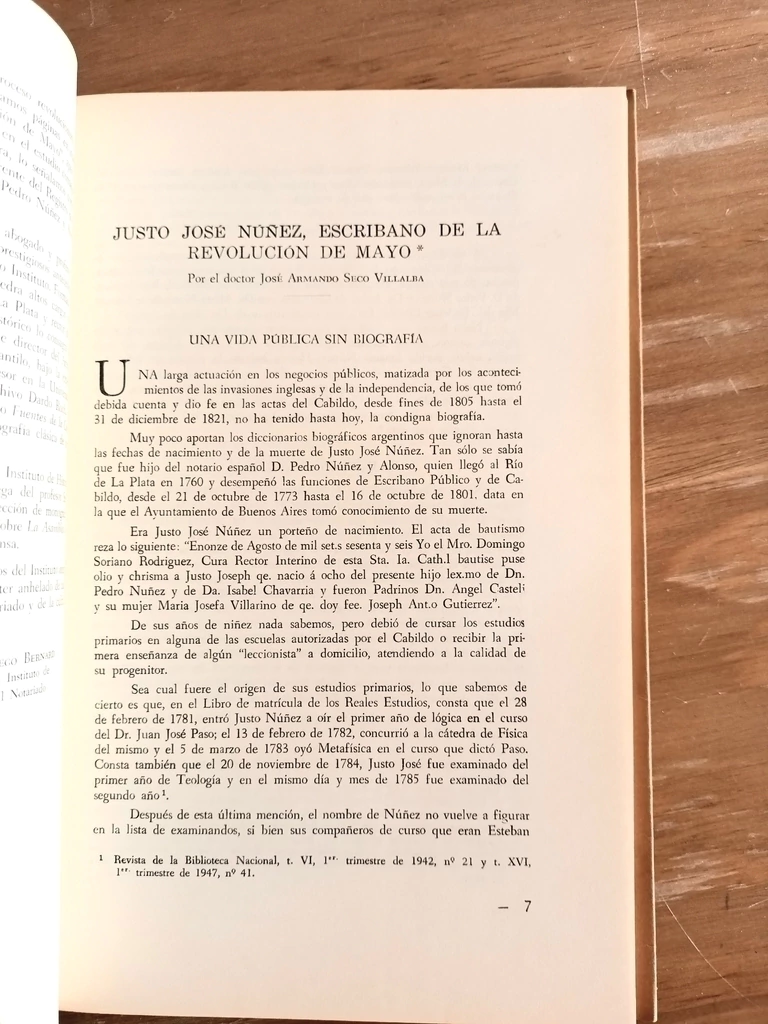 JUSTO JOSÉ NÚÑEZ, ESCRIBANO DE LA
REVOLUCIÓN DE MAYO *
Por el doctor José Armando Seco Villalba
UNA VIDA PÚBLICA SIN BIOGRAFÍA
UNA larga actuación en los negocios públicos, matizada por los aconteci-
mientos de las invasiones inglesas y de la independencia, de los que tomó
debida cuenta y dio fe en las actas del Cabildo, desde fines de 1805 hasta el
31 de diciembre de 1821, no ha tenido hasta hoy, la condigna biografía.
Muy poco aportan los diccionarios biográficos argentinos que ignoran hasta
las fechas de nacimiento y de la muerte de Justo José Núñez. Tan sólo se sabía
que fue hijo del notario español D. Pedro Núñez y Alonso, quien llegó al Río
de La Plata en 1760 y desempeñó las funciones de Escribano Público y de Ca-
bildo, desde el 21 de octubre de 1773 hasta el 16 de octubre de 1801. data en
la que el Ayuntamiento de Buenos Aires tomó conocimiento de su muerte.
Era Justo José Núñez un porteño de nacimiento. El acta de bautismo
reza lo siguiente: "Enonze de Agosto de mil set.s sesenta y seis Yo el Mro. Domingo
Soriano Rodriguez, Cura Rector Interino de esta Sta. Ia. Cath.l bautise puse
olio y chrisma a Justo Joseph qe. nacio á ocho del presente hijo lex.mo de Dn.
Pedro Nuñez y de Da. Isabel Chavarria y fueron Padrinos Dn. Angel Casteli
y su mujer Maria Josefa Villarino de qe. doy fee. Joseph Ant.o Gutierrez".
De sus años de niñez nada sabemos, pero debió de cursar los estudios
primarios en alguna de las escuelas autorizadas por el Cabildo o recibir la pri-
mera enseñanza de algún "leccionista" a domicilio, atendiendo a la calidad de
su progenitor.
Sea cual fuere el origen de sus estudios primarios, lo que sabemos de
cierto es que, en el Libro de matrícula de los Reales Estudios, consta que el 28
de febrero de 1781, entró Justo Núñez a oír el primer año de lógica en el curso
del Dr. Juan José Paso; el 13 de febrero de 1782, concurrió a la cátedra de Física
del mismo y el 5 de marzo de 1783 oyó Metafísica en el curso que dictó Paso.
Consta también que el 20 de noviembre de 1784, Justo José fue examinado del
primer año de Teología y en el mismo día y mes de 1785 fue examinado del
segundo año 1.
Después de esta última mención, el nombre de Núñez no vuelve a figurar
en la lista de examinandos, si bien sus compañeros de curso que eran Esteban
1 Revista de la Biblioteca Nacional, t. VI, 1er. trimestre de 1942, nº 21 y t. XVI,
1er. trimestre de 1947, nº 41.
— 7